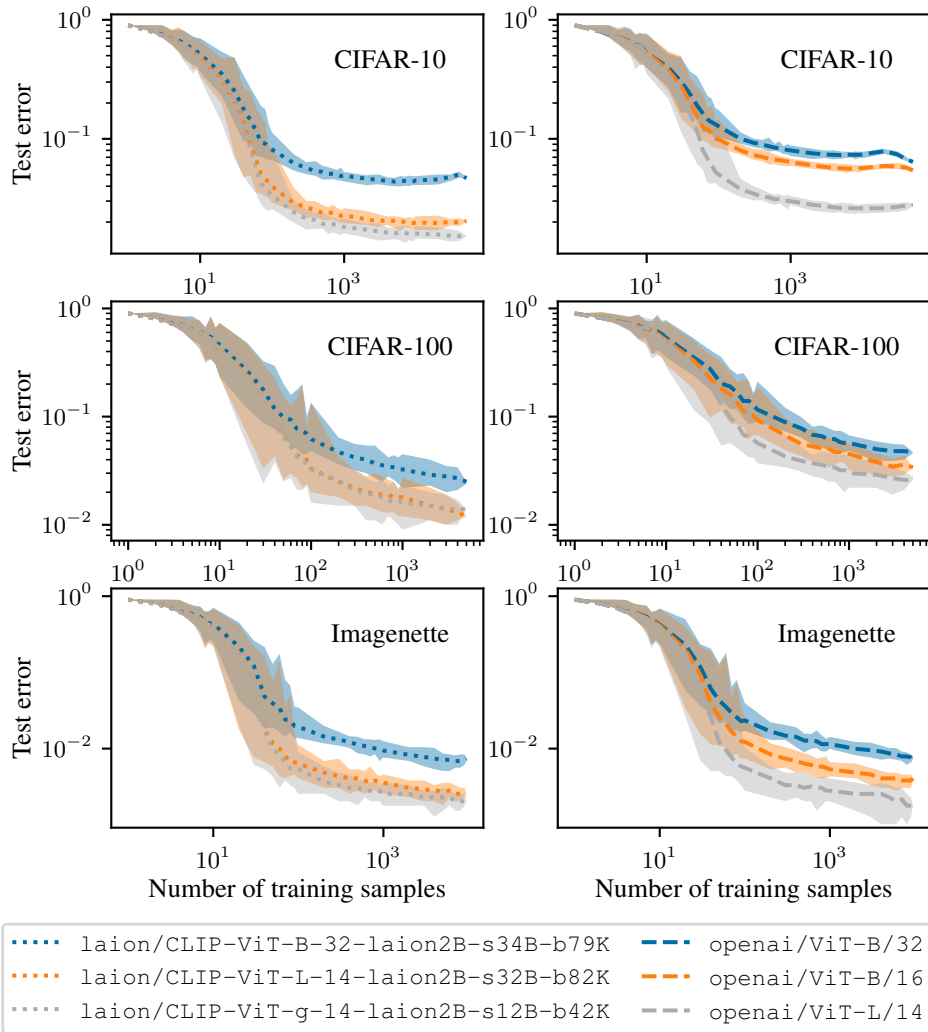 10^0 CIFAR-10 CIFAR-10 10^0
Test error 10^-1 Test error 10^-1
10^1 10^3 10^1 10^3
10^0 CIFAR-100 10^0 CIFAR-100
Test error 10^-1 Test error 10^-1
10^-2 10^-2
10^0 10^1 10^2 10^3 10^0 10^1 10^2 10^3
10^0 Imagenette 10^0 Imagenette
Test error 10^-2 Test error 10^-2
10^1 10^3 10^1 10^3
Number of training samples Number of training samples
laion/CLIP-ViT-B-32-laion2B-s34B-b79K openai/ViT-B/32
laion/CLIP-ViT-L-14-laion2B-s32B-b82K openai/ViT-B/16
laion/CLIP-ViT-g-14-laion2B-s12B-b42K openai/ViT-L/14